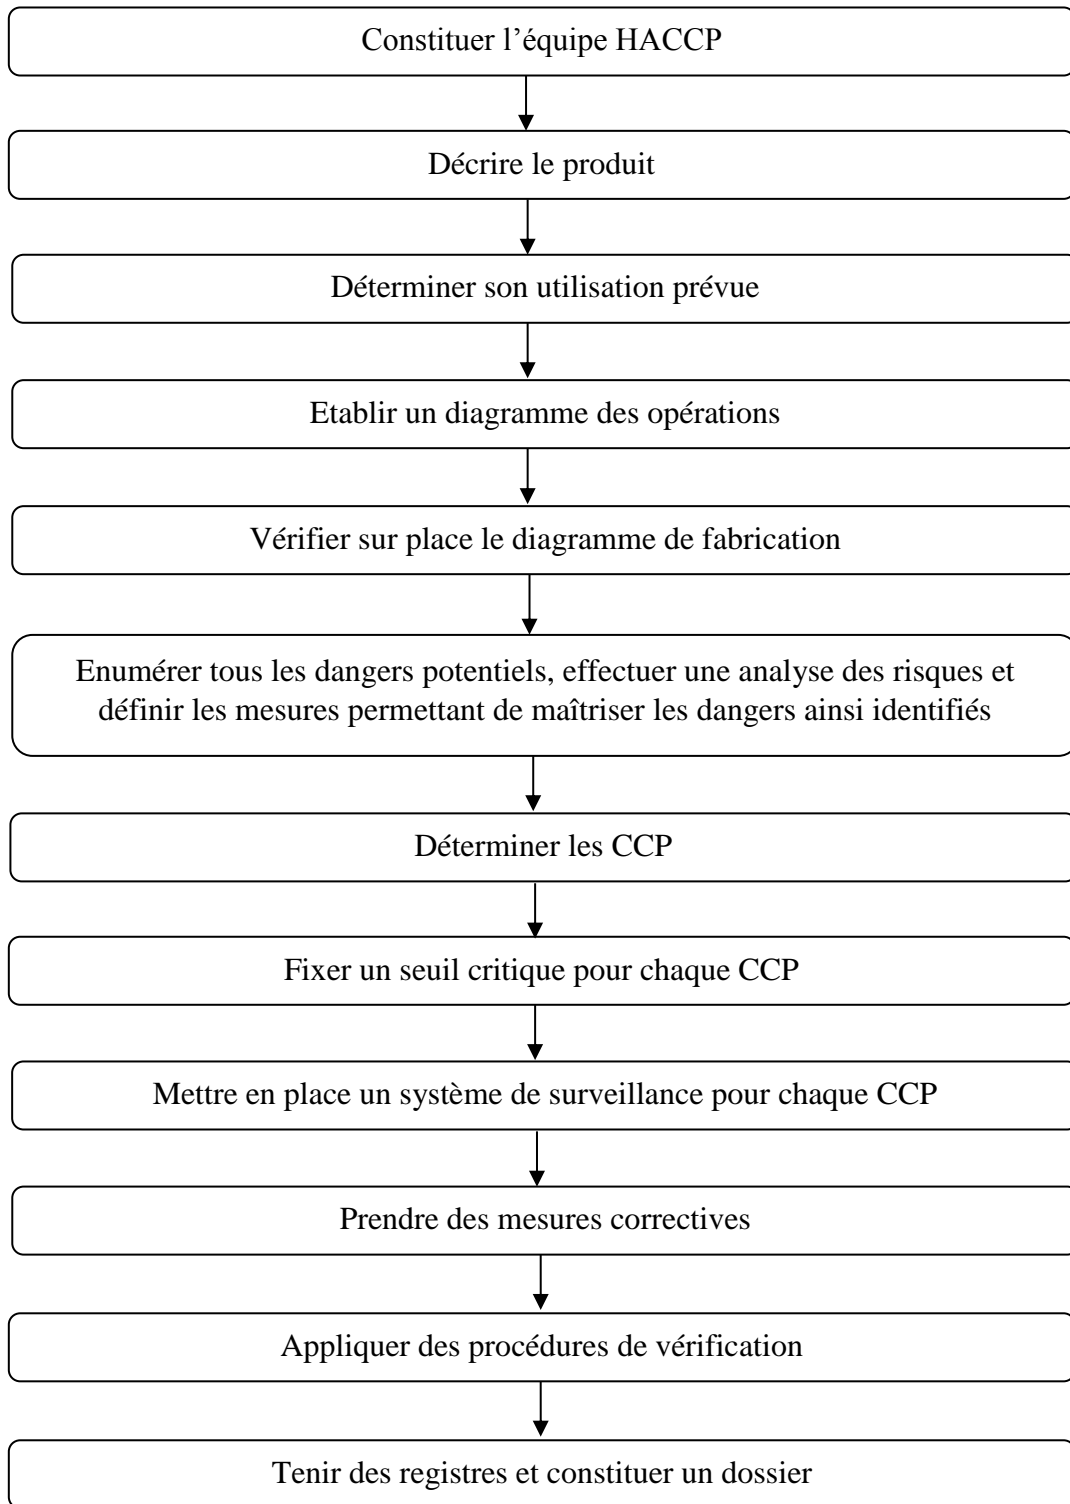 Constituer l’équipe HACCP
Décrire le produit
Déterminer son utilisation prévue
Etablir un diagramme des opérations
Vérifier sur place le diagramme de fabrication
Enumérer tous les dangers potentiels, effectuer une analyse des risques et
définir les mesures permettant de maîtriser les dangers ainsi identifiés
Déterminer les CCP
Fixer un seuil critique pour chaque CCP
Mettre en place un système de surveillance pour chaque CCP
Prendre des mesures correctives
Appliquer des procédures de vérification
Tenir des registres et constituer un dossier